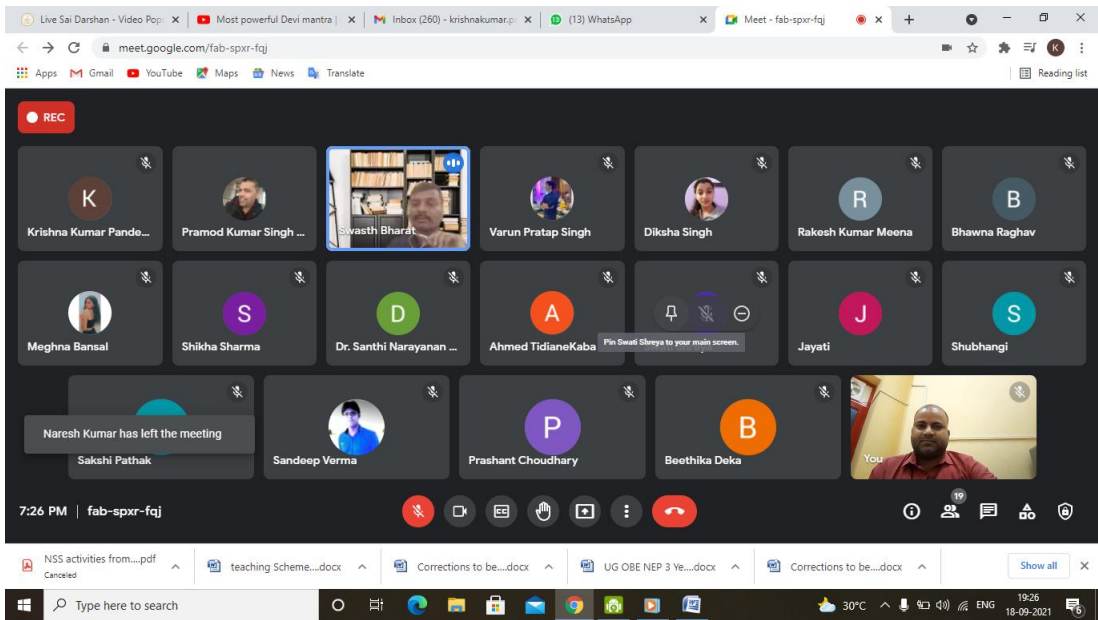 Live Sai Darshan - Video Pop
Most powerful Devi mantra |
Inbox (260) - krishnakumar.p
(13) WhatsApp
Meet - fab-spxr-fqj
meet.google.com/fab-spxr-fqj
K
Apps Gmail YouTube Maps News Translate Reading list
REC
K
R
B
Krishna Kumar Pande...
Pramod Kumar Singh ...
Swasth Bharat
Varun Pratap Singh
Diksha Singh
Rakesh Kumar Meena
Bhawna Raghav
S
D
A
J
S
Pin Swati Shreya to your main screen.
Meghna Bansal
Shikha Sharma
Dr. Santhi Narayanan ...
Ahmed TidianeKaba
Jayati
Shubhangi
P
B
Naresh Kumar has left the meeting
Sakshi Pathak
Sandeep Verma
Prashant Choudhary
Beethika Deka
You
7:26 PM | fab-spxr-fqj
CC
19
NSS activities from....pdf
Canceled
teaching Scheme....docx
Corrections to be....docx
UG OBE NEP 3 Ye....docx
Corrections to be....docx
Show all
Type here to search
30°C
ENG
19:26
18-09-2021
6